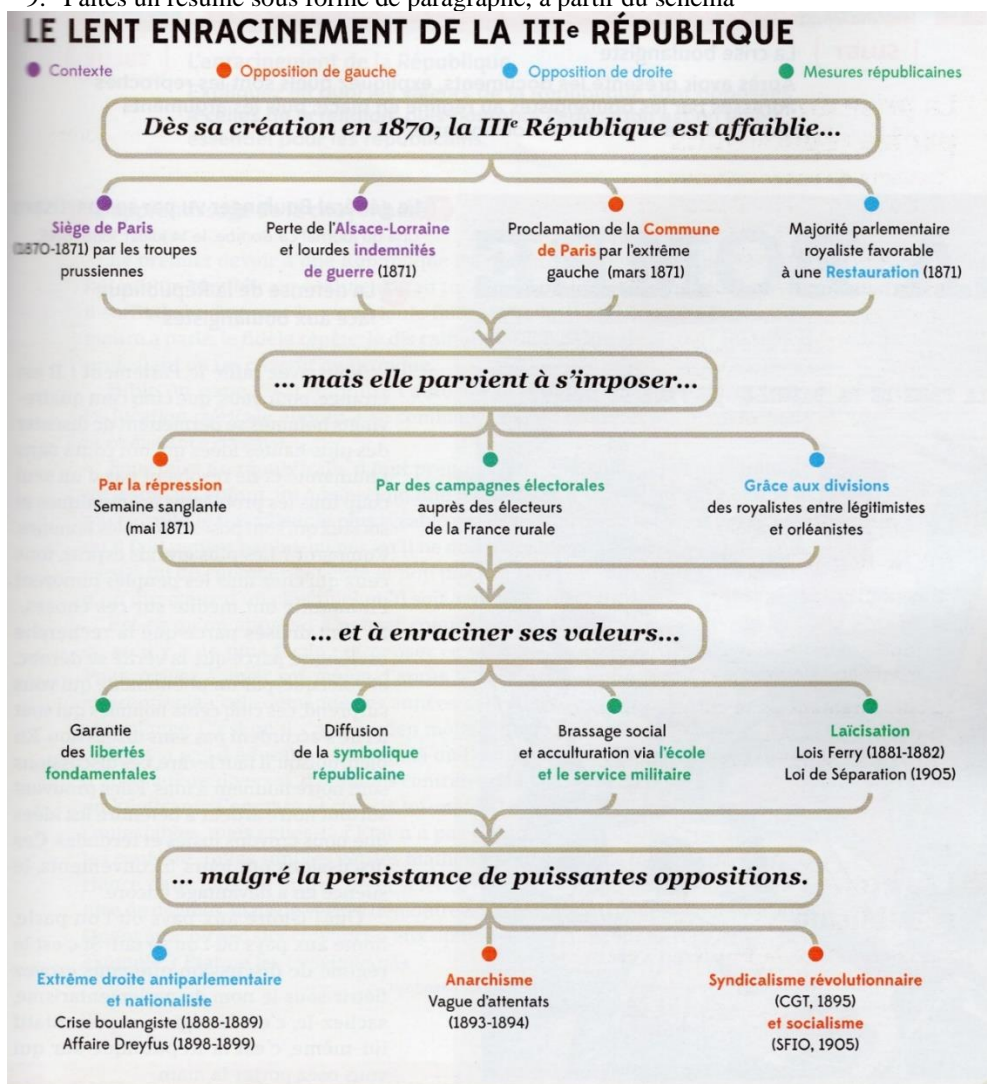 9. Faites un résumé sous forme de paragraphe, à partir du schéma
LE LENT ENRACINEMENT DE LA IIIe RÉPUBLIQUE
Contexte
Opposition de gauche
Opposition de droite
Mesures républicaines
Dès sa création en 1870, la IIIe République est affaiblie...
Siège de Paris
(1870-1871) par les troupes
prussiennes
Perte de l'Alsace-Lorraine
et lourdes indemnités
de guerre (1871)
Proclamation de la Commune
de Paris par l'extrême
gauche (mars 1871)
Majorité parlementaire
royaliste favorable
à une Restauration (1871)
... mais elle parvient à s'imposer...
Par la répression
Semaine sanglante
(mai 1871)
Par des campagnes électorales
auprès des électeurs
de la France rurale
Grâce aux divisions
des royalistes entre légitimistes
et orléanistes
... et à enraciner ses valeurs...
Garantie
des libertés
fondamentales
Diffusion
de la symbolique
républicaine
Brassage social
et acculturation via l'école
et le service militaire
Laïcisation
Lois Ferry (1881-1882)
Loi de Séparation (1905)
... malgré la persistance de puissantes oppositions.
Extrême droite antiparlementaire
et nationaliste
Crise boulangiste (1888-1889)
Affaire Dreyfus (1898-1899)
Anarchisme
Vague d'attentats
(1893-1894)
Syndicalisme révolutionnaire
(CGT, 1895)
et socialisme
(SFIO, 1905)